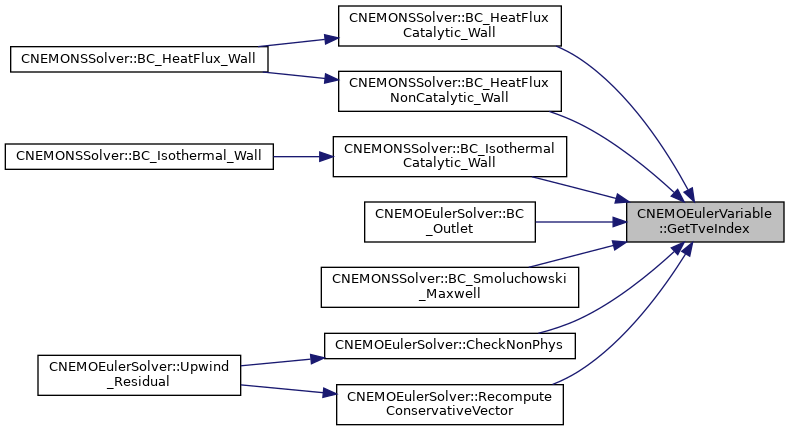 CNEMONSSolver::BC_HeatFlux
Catalytic_Wall
CNEMONSSolver::BC_HeatFlux_Wall
CNEMONSSolver::BC_HeatFlux
NonCatalytic_Wall
CNEMONSSolver::BC_Isothermal_Wall
CNEMONSSolver::BC_Isothermal
Catalytic_Wall
CNEMOEulerSolver::BC
_Outlet
CNEMOEulerVariable
::GetTveIndex
CNEMONSSolver::BC_Smoluchowski
_Maxwell
CNEMOEulerSolver::CheckNonPhys
CNEMOEulerSolver::Upwind
_Residual
CNEMOEulerSolver::Recompute
ConservativeVector